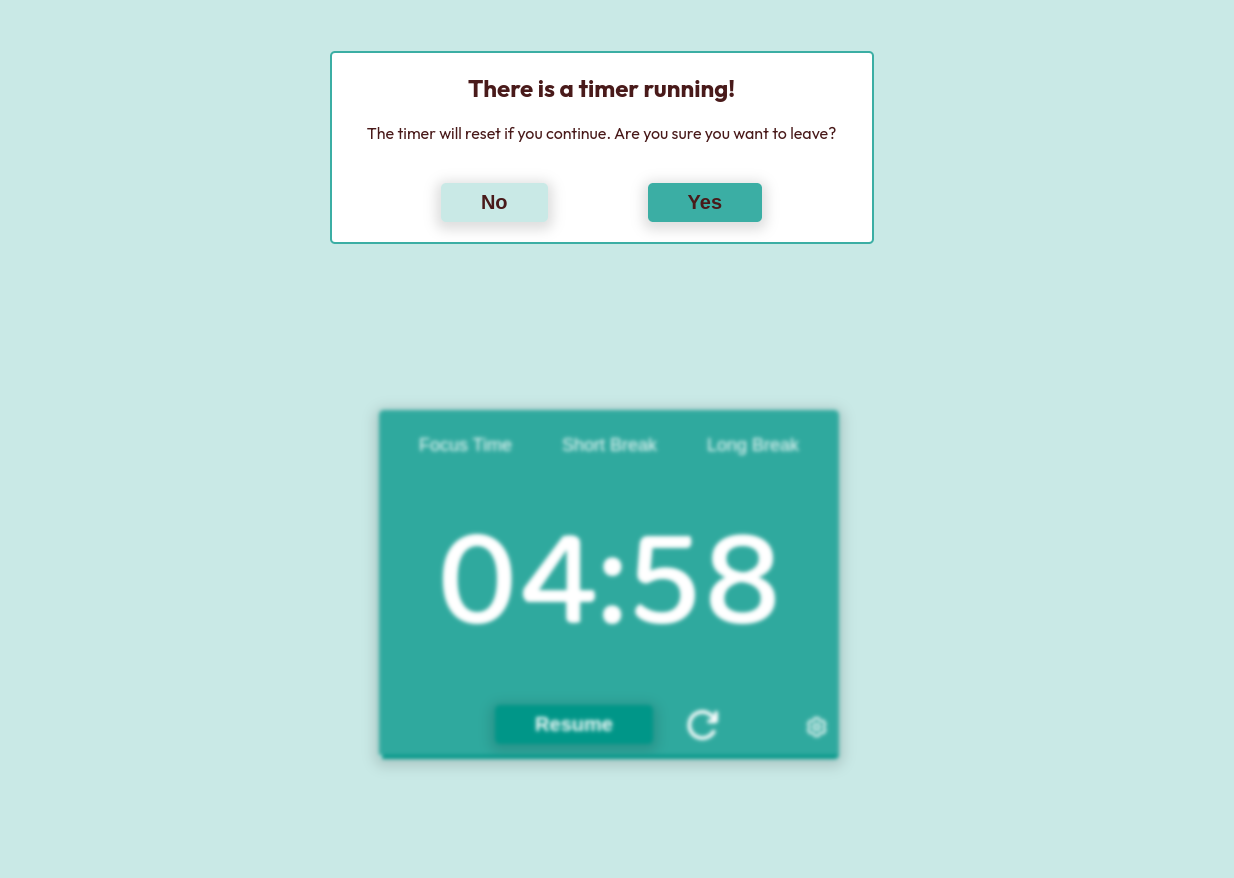 There is a timer running!
The timer will reset if you continue. Are you sure you want to leave?
No Yes
Focus Time Short Break Long Break
04:58
Resume